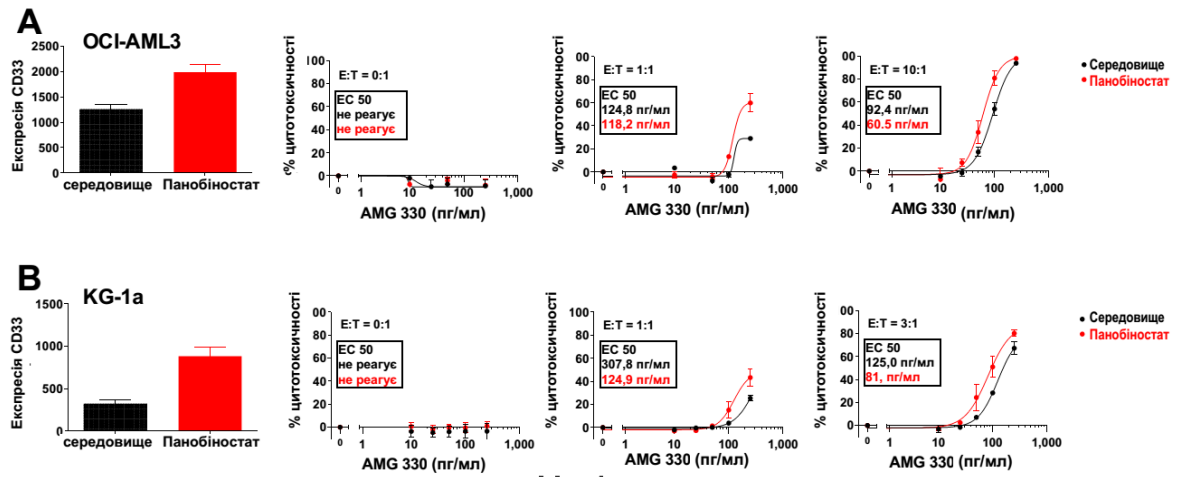 A
OCI-AML3
Експресія CD33
2500
2000
1500
1000
500
0
середовище Панобіностат
% цитотоксичності
00
80
60
40
20
0
E:T = 0:1
EC 50
не реагує
не реагує
0 1 10 100 1,000
AMG 330 (пг/мл)
% цитотоксичності
00
80
60
40
20
0
E:T = 1:1
EC 50
124,8 пг/мл
118,2 пг/мл
0 1 10 100 1,000
AMG 330 (пг/мл)
% цитотоксичності
00
80
60
40
20
0
E:T = 10:1
EC 50
92,4 пг/мл
60.5 пг/мл
0 1 10 100 1,000
AMG 330 (пг/мл)
Середовище
Панобіностат
B
KG-1a
Експресія CD33
1500
1000
500
0
середовище Панобіностат
% цитотоксичності
00
80
60
40
20
0
E:T = 0:1
EC 50
не реагує
не реагує
0 1 10 100 1,000
AMG 330 (пг/мл)
% цитотоксичності
00
80
60
40
20
0
E:T = 1:1
EC 50
307,8 пг/мл
124,9 пг/мл
0 1 10 100 1,000
AMG 330 (пг/мл)
% цитотоксичності
00
80
60
40
20
0
E:T = 3:1
EC 50
125,0 пг/мл
81, пг/мл
0 1 10 100 1,000
AMG 330 (пг/мл)
Середовище
Панобіностат